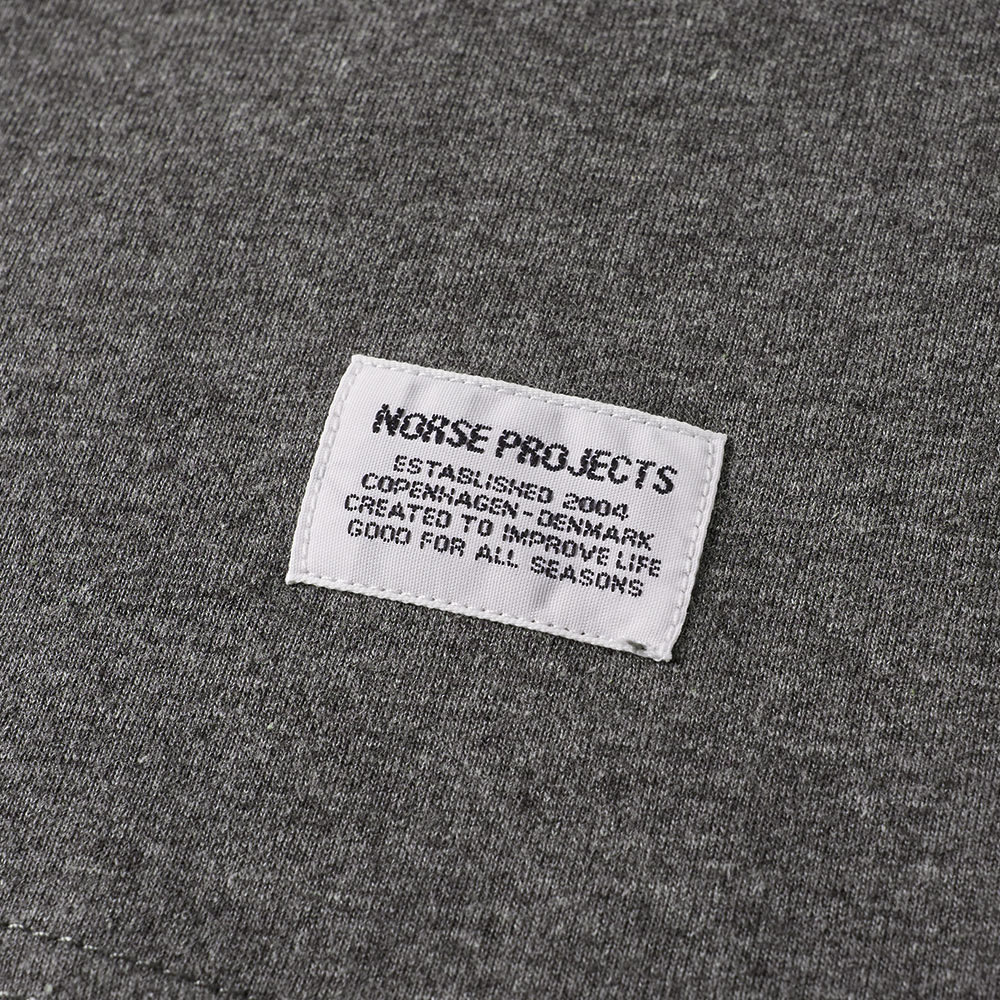 NORSE PROJECTS
ESTABLISHED 2004
COPENHAGEN-DENMARK
CREATED TO IMPROVE LIFE
GOOD FOR ALL SEASONS